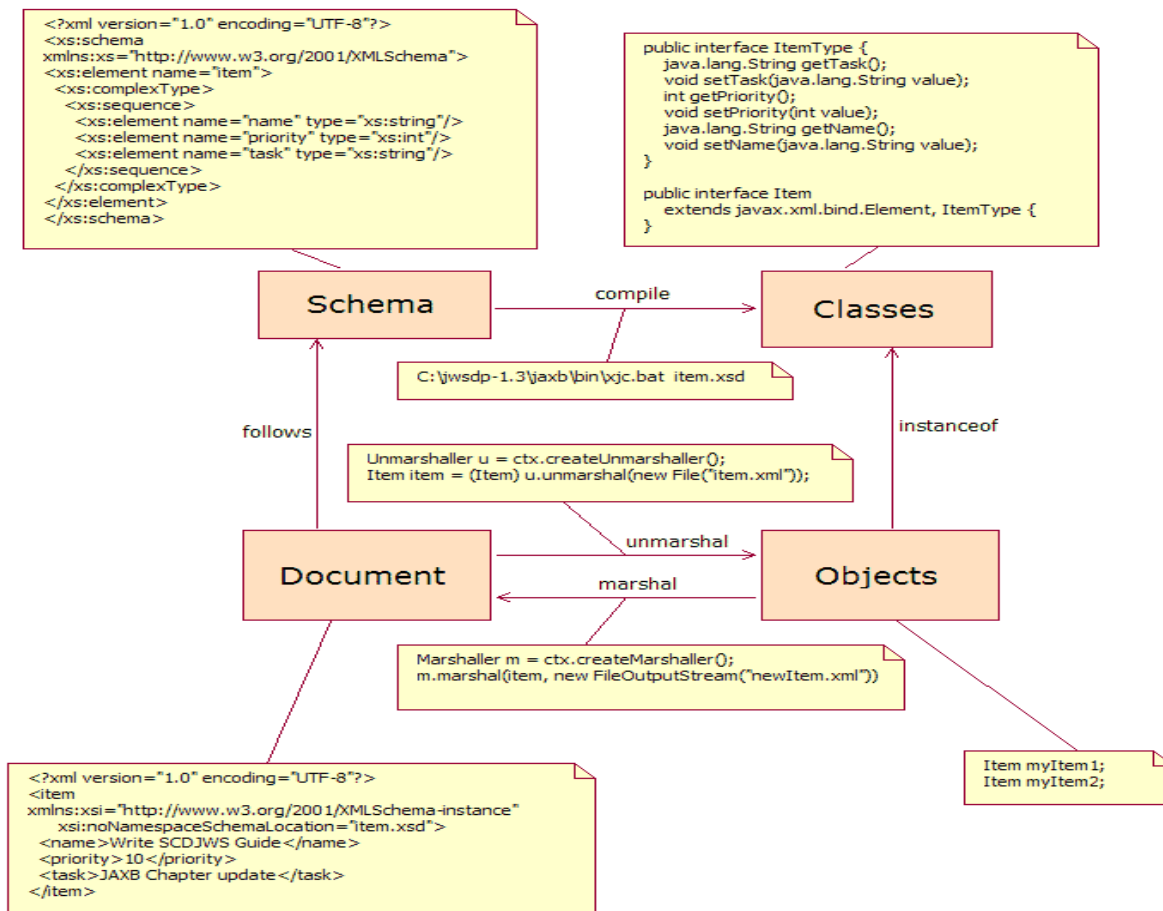 <?xml version="1.0" encoding="UTF-8"?>
<xs:schema
xmlns:xs="http://www.w3.org/2001/XMLSchema">
<xs:element name="item">
<xs:complexType>
<xs:sequence>
<xs:element name="name" type="xs:string"/>
<xs:element name="priority" type="xs:int"/>
<xs:element name="task" type="xs:string"/>
</xs:sequence>
</xs:complexType>
</xs:element>
</xs:schema>
public interface ItemType {
java.lang.String getTask();
void setTask(java.lang.String value);
int getPriority();
void setPriority(int value);
java.lang.String getName();
void setName(java.lang.String value);
}
public interface Item
extends javax.xml.bind.Element, ItemType {
}
Schema
compile
Classes
C:\jwsdp-1.3\jaxb\bin\xjc.bat item.xsd
follows
instanceof
Unmarshaller u = ctx.createUnmarshaller();
Item item = (Item) u.unmarshal(new File("item.xml"));
Document
unmarshal
marshal
Objects
Marshaller m = ctx.createMarshaller();
m.marshal(item, new FileOutputStream("newItem.xml"))
<?xml version="1.0" encoding="UTF-8"?>
<item
xmlns:xsi="http://www.w3.org/2001/XMLSchema-instance"
xsi:noNamespaceSchemaLocation="item.xsd">
<name>Write SCDJWS Guide</name>
<priority>10</priority>
<task>JAXB Chapter update</task>
</item>
Item myItem1;
Item myItem2;